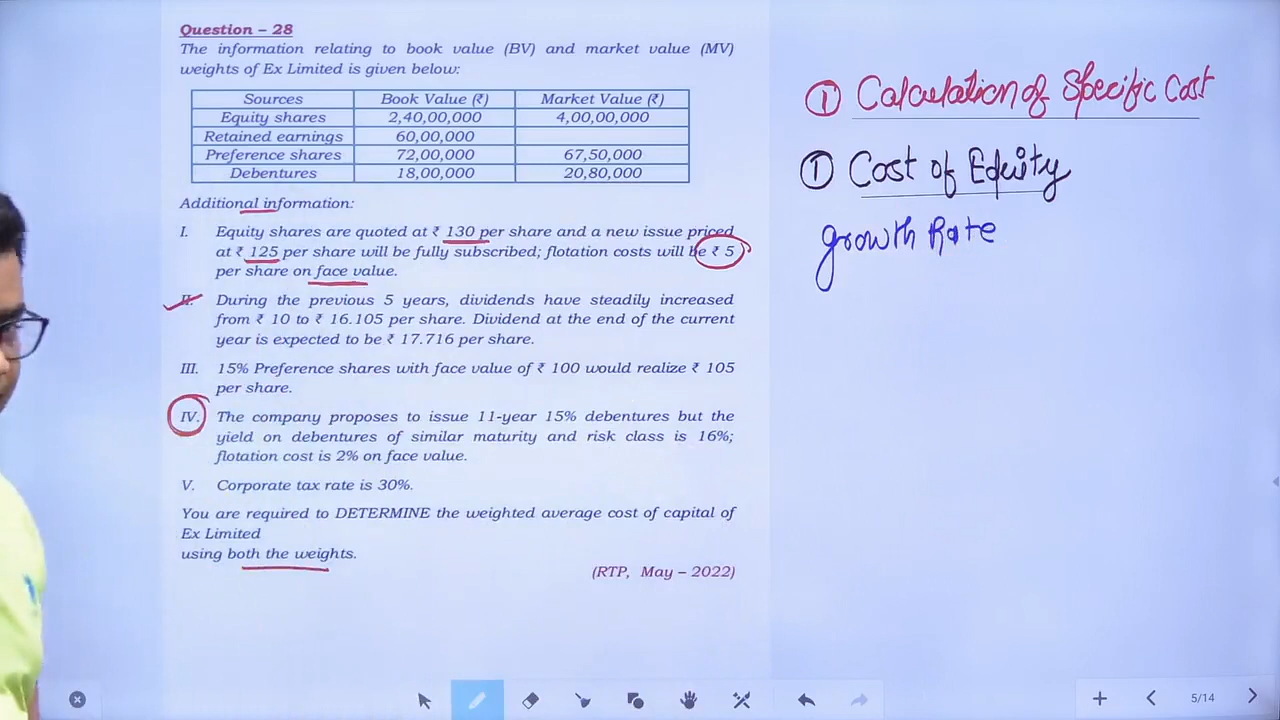 Question – 28
The information relating to book value (BV) and market value (MV)
weights of Ex Limited is given below:
Sources Book Value (₹) Market Value (₹)
Equity shares 2,40,00,000 4,00,00,000
Retained earnings 60,00,000
Preference shares 72,00,000 67,50,000
Debentures 18,00,000 20,80,000
Additional information:
I. Equity shares are quoted at ₹ 130 per share and a new issue priced
at ₹ 125 per share will be fully subscribed; flotation costs will be ₹ 5
per share on face value.
II. During the previous 5 years, dividends have steadily increased
from ₹ 10 to ₹ 16.105 per share. Dividend at the end of the current
year is expected to be ₹ 17.716 per share.
III. 15% Preference shares with face value of ₹ 100 would realize ₹ 105
per share.
IV. The company proposes to issue 11-year 15% debentures but the
yield on debentures of similar maturity and risk class is 16%;
flotation cost is 2% on face value.
V. Corporate tax rate is 30%.
You are required to DETERMINE the weighted average cost of capital of
Ex Limited
using both the weights.
(RTP, May – 2022)
① Calculation of Specific Cost
① Cost of Equity
growth Rate
5/14